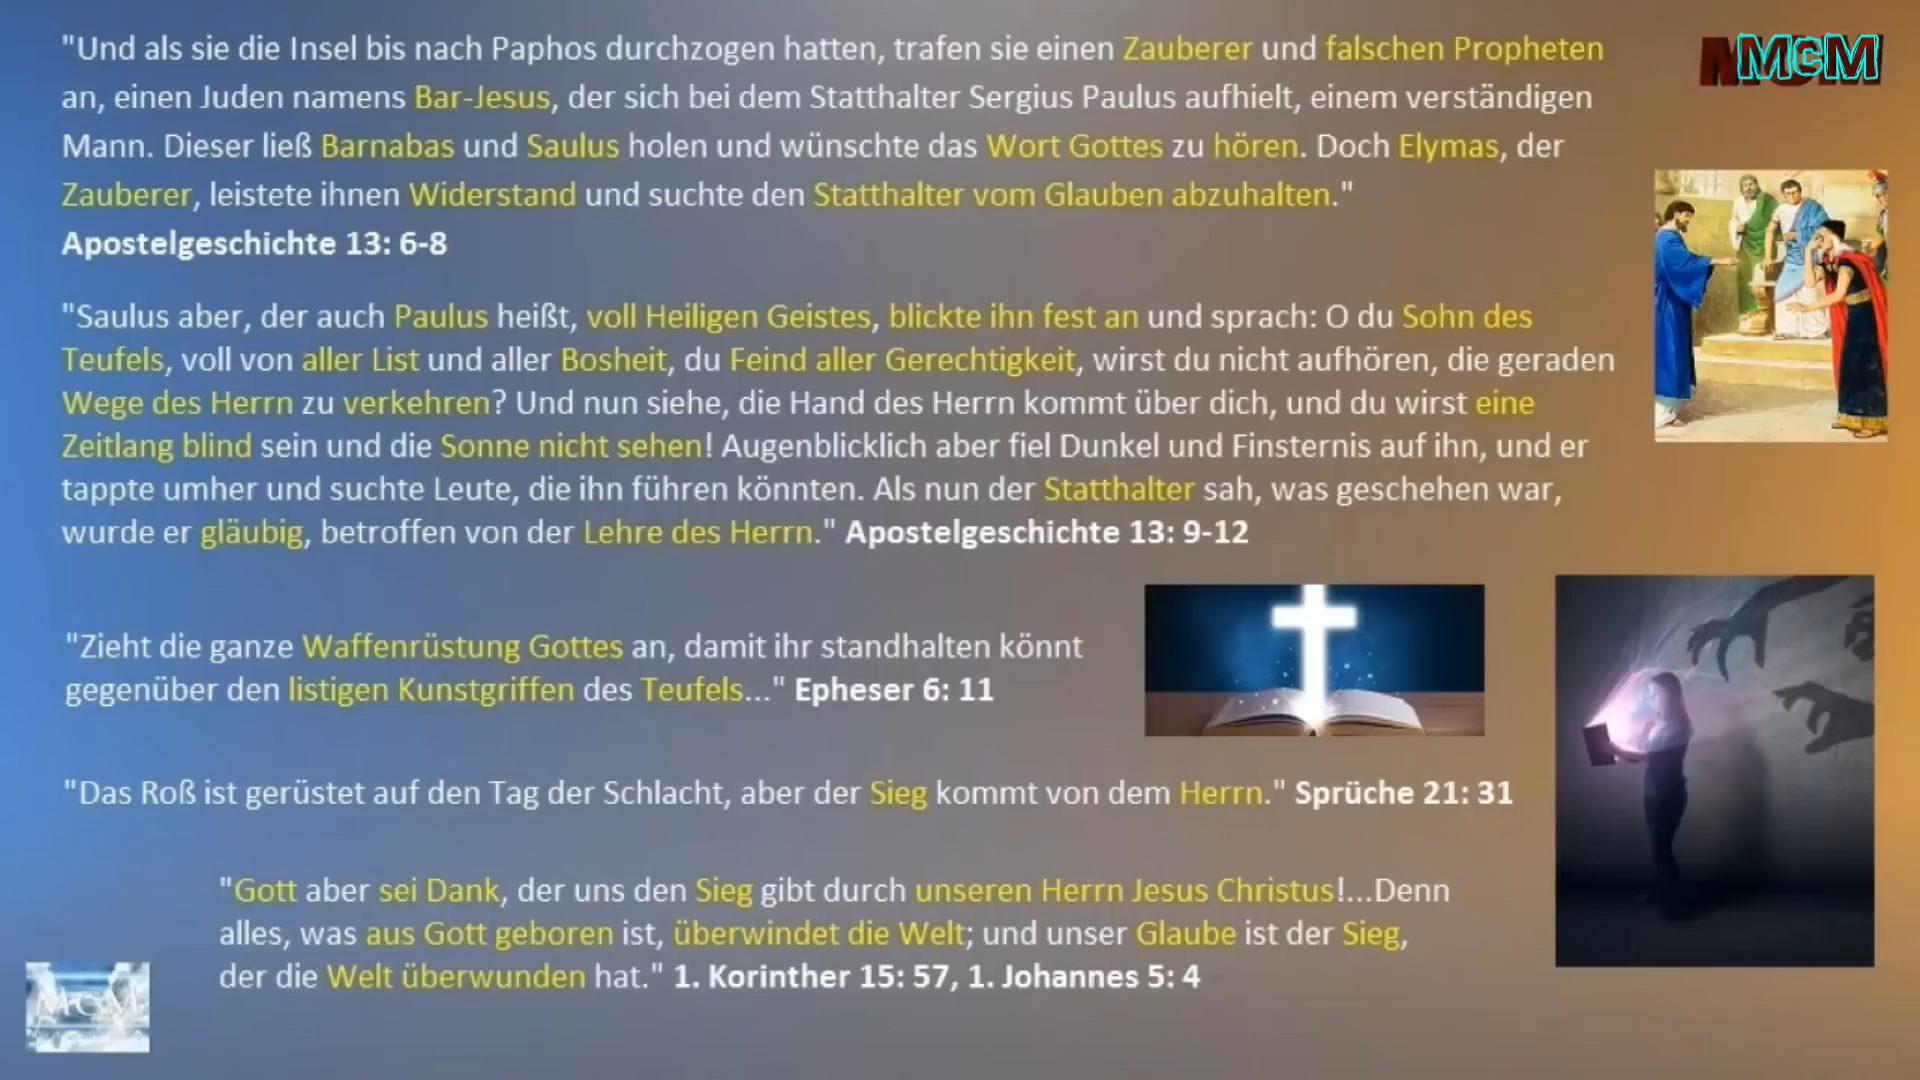 "Und als sie die Insel bis nach Paphos durchzogen hatten, trafen sie einen Zauberer und falschen Propheten
an, einen Juden namens Bar-Jesus, der sich bei dem Statthalter Sergius Paulus aufhielt, einem verständigen
Mann. Dieser ließ Barnabas und Saulus holen und wünschte das Wort Gottes zu hören. Doch Elymas, der
Zauberer, leistete ihnen Widerstand und suchte den Statthalter vom Glauben abzuhalten."
Apostelgeschichte 13: 6-8
"Saulus aber, der auch Paulus heißt, voll Heiligen Geistes, blickte ihn fest an und sprach: O du Sohn des
Teufels, voll von aller List und aller Bosheit, du Feind aller Gerechtigkeit, wirst du nicht aufhören, die geraden
Wege des Herrn zu verkehren? Und nun siehe, die Hand des Herrn kommt über dich, und du wirst eine
Zeitlang blind sein und die Sonne nicht sehen! Augenblicklich aber fiel Dunkel und Finsternis auf ihn, und er
tappte umher und suchte Leute, die ihn führen könnten. Als nun der Statthalter sah, was geschehen war,
wurde er gläubig, betroffen von der Lehre des Herrn." Apostelgeschichte 13: 9-12
"Zieht die ganze Waffenrüstung Gottes an, damit ihr standhalten könnt
gegenüber den listigen Kunstgriffen des Teufels..." Epheser 6: 11
"Das Roß ist gerüstet auf den Tag der Schlacht, aber der Sieg kommt von dem Herrn." Sprüche 21: 31
"Gott aber sei Dank, der uns den Sieg gibt durch unseren Herrn Jesus Christus!...Denn
alles, was aus Gott geboren ist, überwindet die Welt; und unser Glaube ist der Sieg,
der die Welt überwunden hat." 1. Korinther 15: 57, 1. Johannes 5: 4
McM
MCM